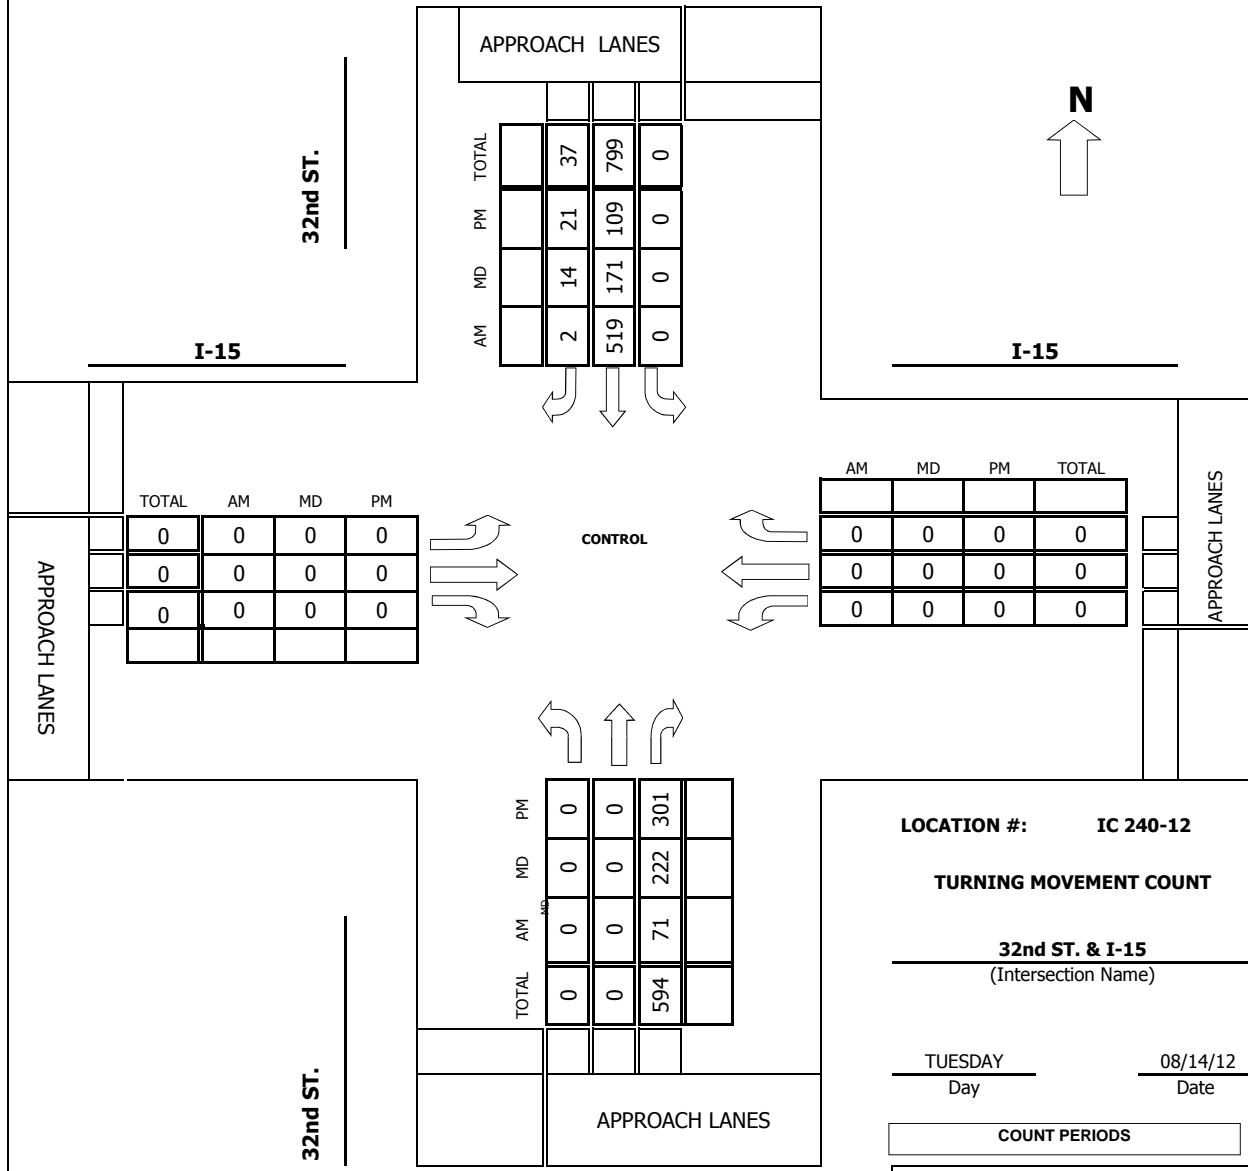 APPROACH LANES
N
32nd ST.
TOTAL 37 799 0
PM 21 109 0
MD 14 171 0
AM 2 519 0
I-15
I-15
AM MD PM TOTAL
0 0 0 0
0 0 0 0
0 0 0 0
APPROACH LANES
TOTAL AM MD PM
0 0 0 0
0 0 0 0
0 0 0 0
APPROACH LANES
CONTROL
PM 0 0 301
MD 0 0 222
AM MD 0 0 71
TOTAL 0 0 594
32nd ST.
APPROACH LANES
LOCATION #: IC 240-12
TURNING MOVEMENT COUNT
32nd ST. & I-15
(Intersection Name)
TUESDAY 08/14/12
Day Date
COUNT PERIODS